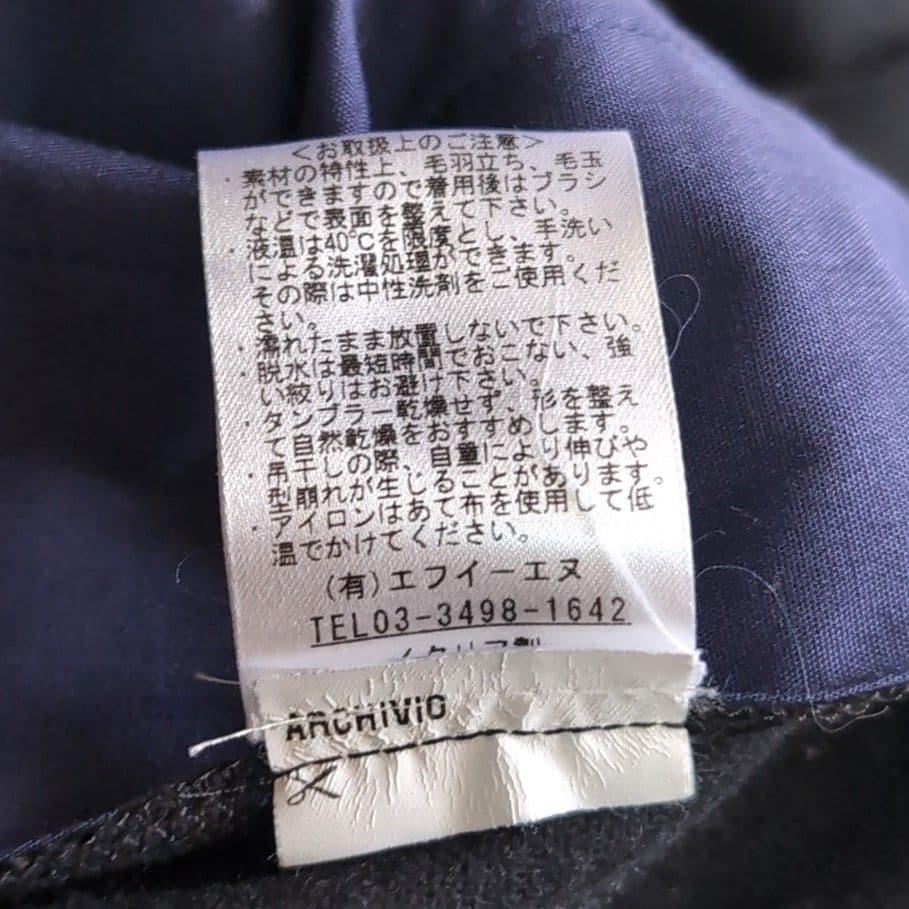 <お取扱上のご注意>
・素材の特性上、毛羽立ち、毛玉
ができますので着用後はブラシ
などで表面を整えて下さい。
・液温は40℃を限度とし、手洗い
による洗濯処理ができます。
その際は中性洗剤をご使用くだ
さい。
・濡れたまま放置しないで下さい。
・脱水は最短時間でおこない、強
い絞りはお避け下さい。
・タンブラー乾燥せず、形を整え
て自然乾燥をおすすめします。
・吊干しの際、自重により伸びや
型崩れが生じることがあります。
・アイロンはあて布を使用して低
温でかけてください。
(有)エフイーエヌ
TEL03-3498-1642
イタリア製
ARCHIVIO